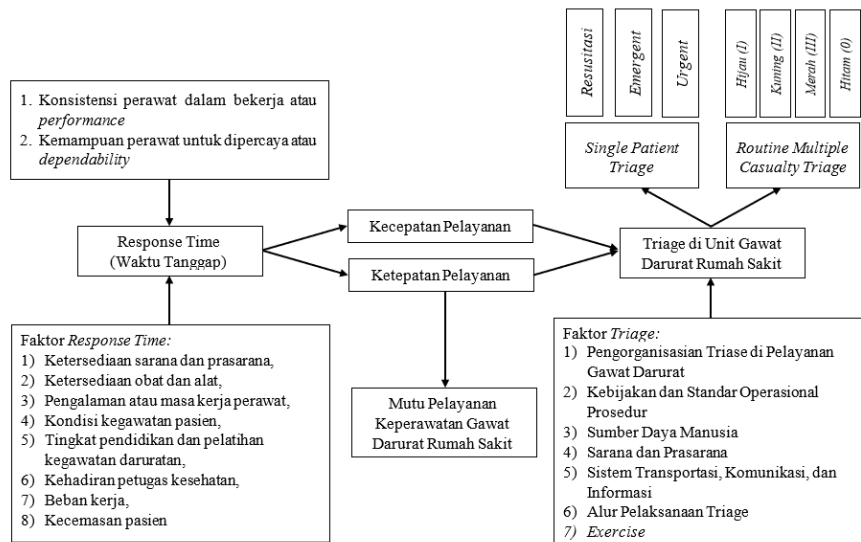 Resusitasi
Emergent
Urgent
Hijau (I)
Kuning (II)
Merah (III)
Hitam (0)
1. Konsistensi perawat dalam bekerja atau
performance
2. Kemampuan perawat untuk dipercaya atau
dependability
Single Patient
Triage
Routine Multiple
Casualty Triage
Response Time
(Waktu Tanggap)
Kecepatan Pelayanan
Ketepatan Pelayanan
Triage di Unit Gawat
Darurat Rumah Sakit
Faktor Response Time:
1) Ketersediaan sarana dan prasarana,
2) Ketersediaan obat dan alat,
3) Pengalaman atau masa kerja perawat,
4) Kondisi kegawatan pasien,
5) Tingkat pendidikan dan pelatihan
kegawatan daruratan,
6) Kehadiran petugas kesehatan,
7) Beban kerja,
8) Kecemasan pasien
Mutu Pelayanan
Keperawatan Gawat
Darurat Rumah Sakit
Faktor Triage:
1) Pengorganisasian Triase di Pelayanan
Gawat Darurat
2) Kebijakan dan Standar Operasional
Prosedur
3) Sumber Daya Manusia
4) Sarana dan Prasarana
5) Sistem Transportasi, Komunikasi, dan
Informasi
6) Alur Pelaksanaan Triage
7) Exercise